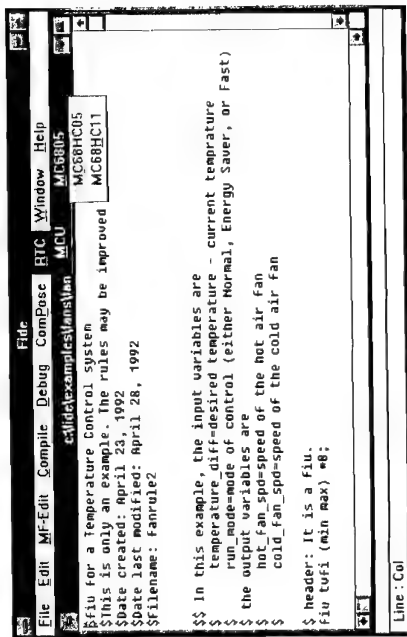 Fide
File Edit MF-Edit Compile Debug ComPose RTC Window Help
c:\fide\examples\fans\fan MCU MC6805
MC68HC05
MC68HC11
$fiu for a Temperature Control system
$This is only an example. The rules may be improved
$Date created: April 23, 1992
$Date last modified: April 28, 1992
$Filename: fanrule2
$$ In this example, the input variables are
$ temperature_diff=desired temperature - current temprature
$ run_mode=mode of control (either Normal, Energy Saver, or Fast)
$ the output variables are
$ hot_fan_spd=speed of the hot air fan
$ cold_fan_spd=speed of the cold air fan
$ header: It is a fiu.
fiu tvfi (min max) *8;
Line:Col